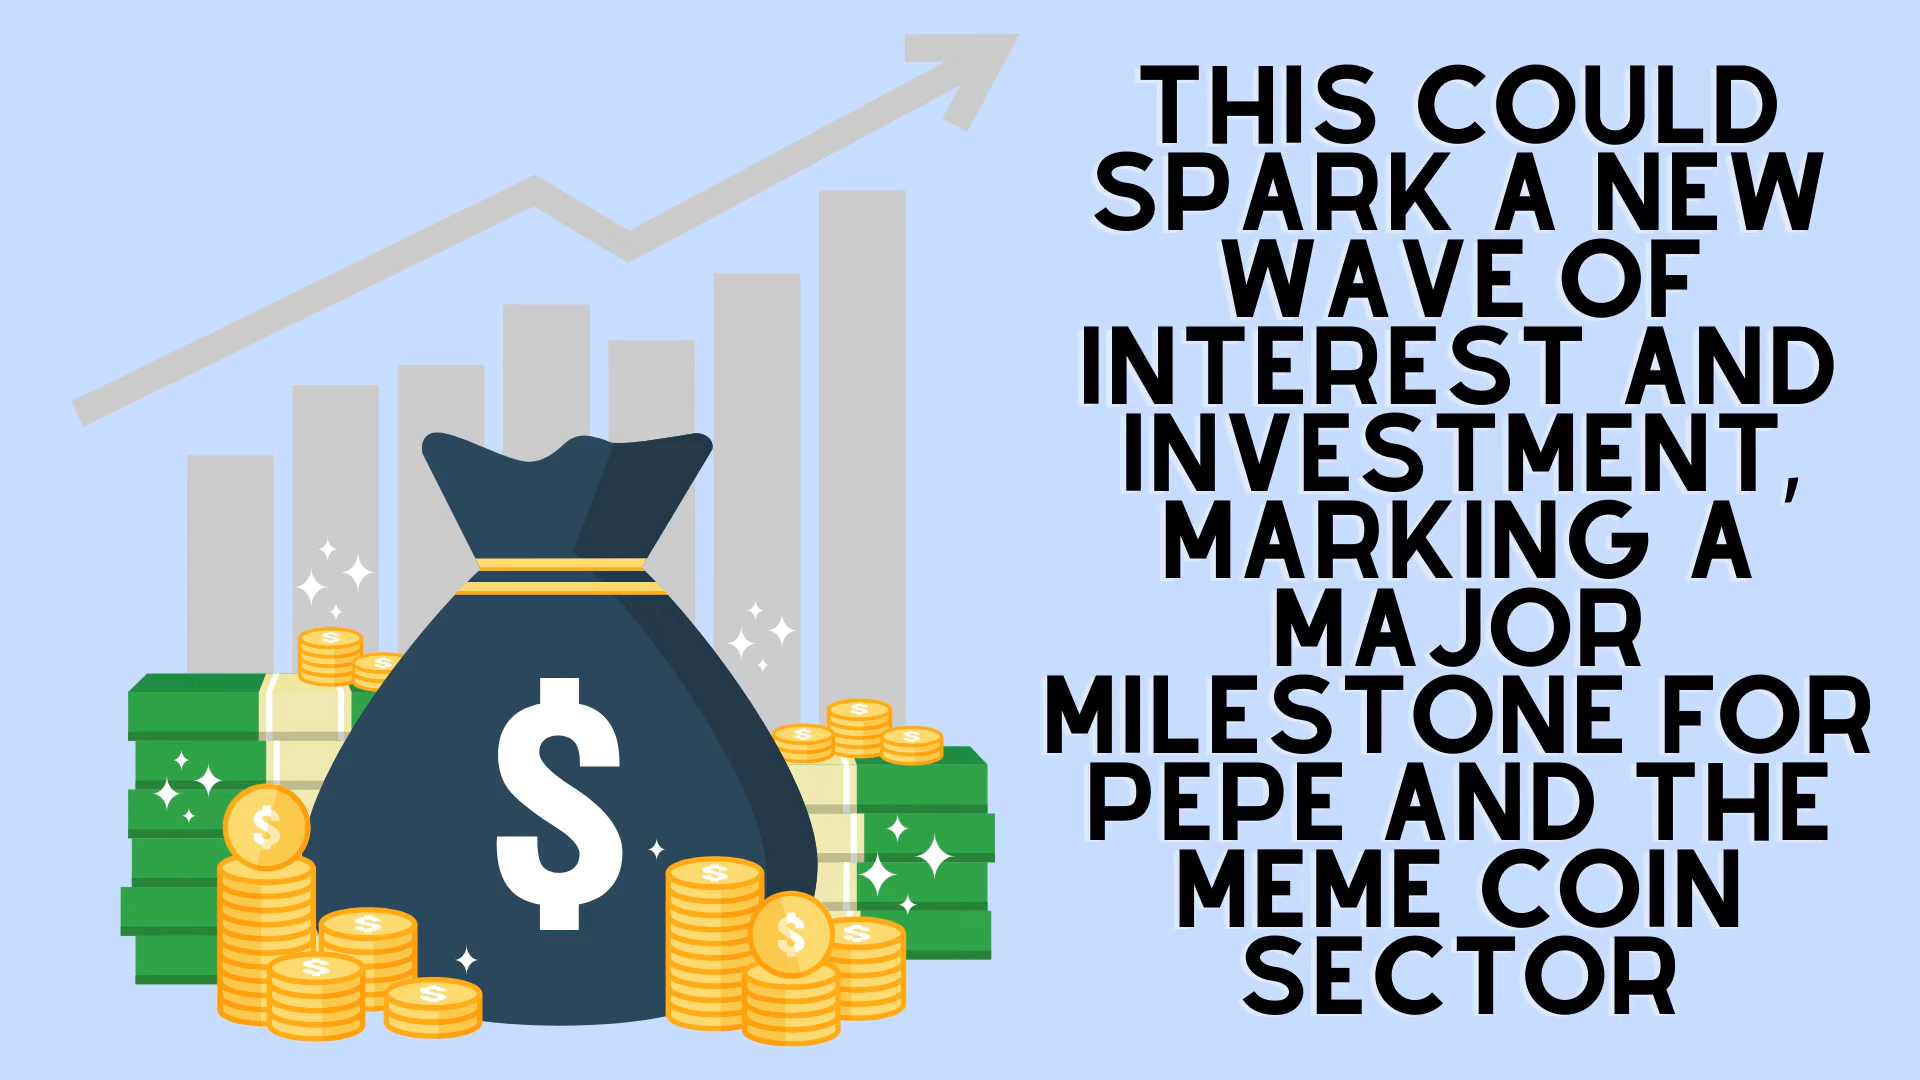 THIS COULD
SPARK A NEW
WAVE OF
INTEREST AND
INVESTMENT,
MARKING A
MAJOR
MILESTONE FOR
PEPE AND THE
MEME COIN
SECTOR
$
$
$
$
$
$
$
$
$
$
$
$
$
$